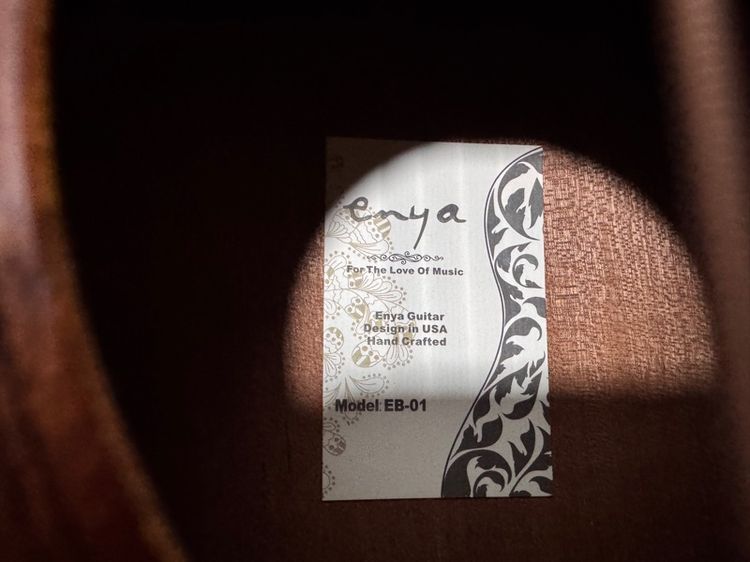 enya
For The Love Of Music
Enya Guitar
Design in USA
Hand Crafted
Model: EB-01